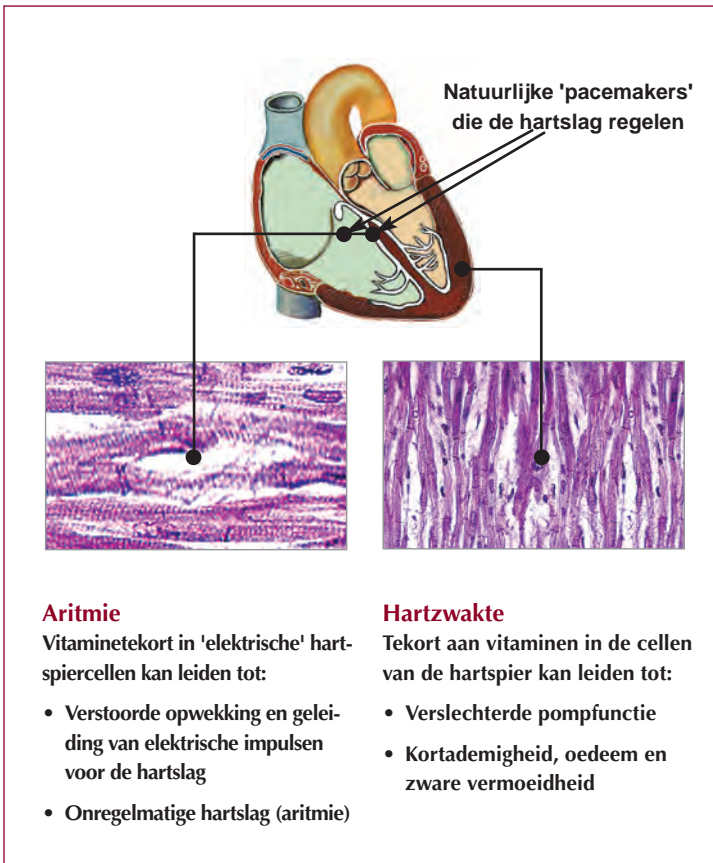 Natuurlijke 'pacemakers'
die de hartslag regelen
Aritmie
Vitaminetekort in 'elektrische' hart-
spiercellen kan leiden tot:
• Verstoorde opwekking en gelei-
ding van elektrische impulsen
voor de hartslag
• Onregelmatige hartslag (aritmie)
Hartzwakte
Tekort aan vitaminen in de cellen
van de hartspier kan leiden tot:
• Verslechterde pompfunctie
• Kortademigheid, oedeem en
zware vermoeidheid